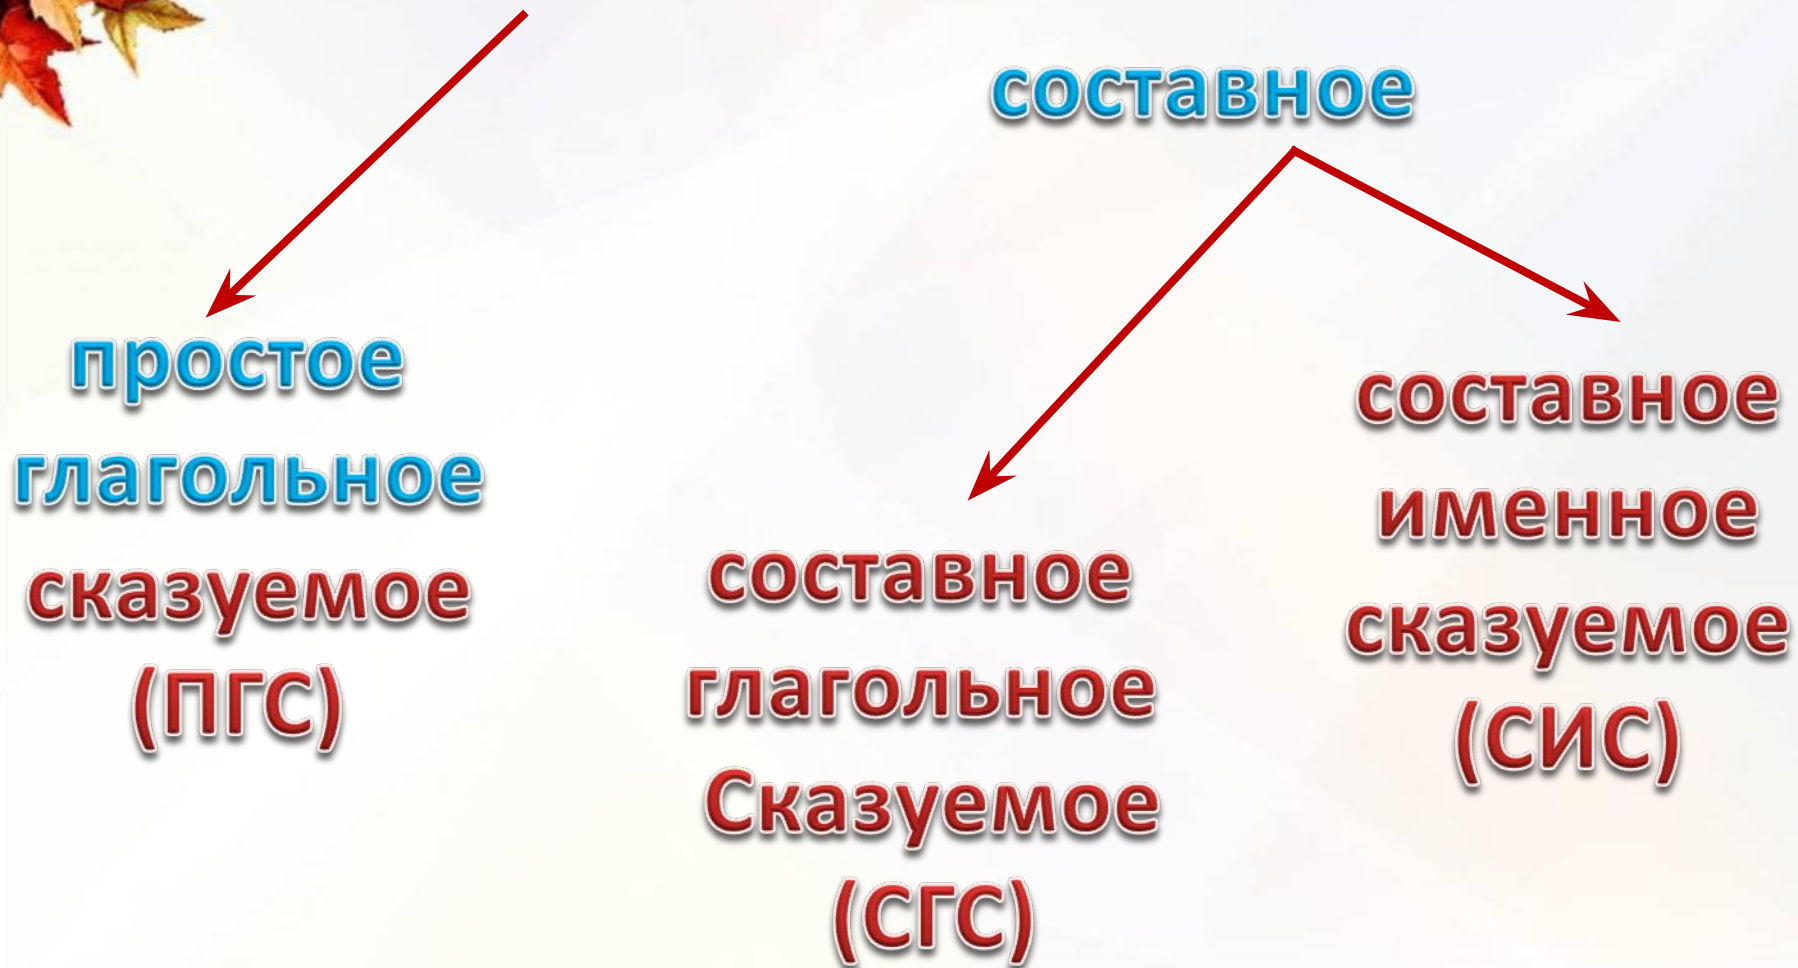 составное
простое
глагольное
сказуемое
(ПГС)
составное
глагольное
Сказуемое
(СГС)
составное
именное
сказуемое
(СИС)